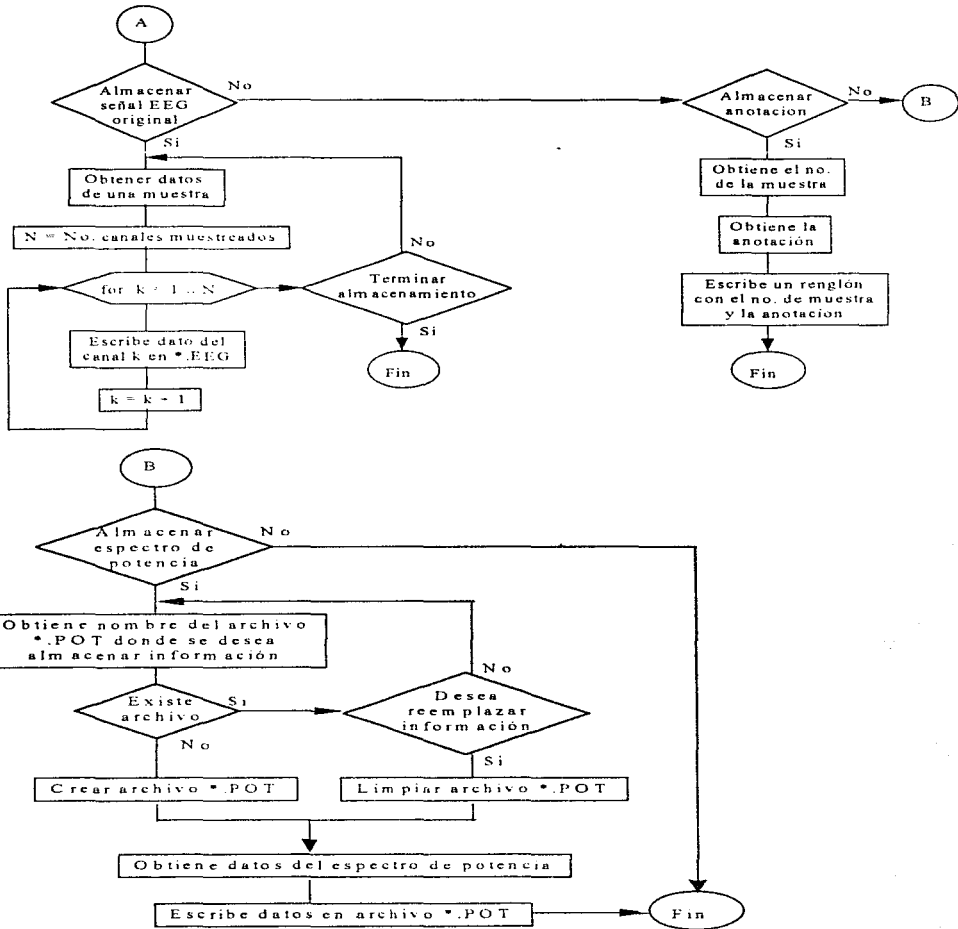 A
Almacenar
señal EEG
original
No
Si
Almacenar
anotacion
No
B
Si
Obtener datos
de una muestra
Obtiene el no.
de la muestra
N = No. canales muestreados
Obtiene la
anotación
No
for k = 1 .. N
Terminar
almacenamiento
Escribe un renglón
con el no. de muestra
y la anotacion
Si
Escribe dato del
canal k en *.EEG
Fin
Fin
k = k + 1
B
Almacenar
espectro de
potencia
No
Si
Obtiene nombre del archivo
*.POT donde se desea
almacenar información
No
Existe
archivo
Si
Desea
reemplazar
información
No
Si
Crear archivo *.POT
Limpiar archivo *.POT
Obtiene datos del espectro de potencia
Escribe datos en archivo *.POT
Fin